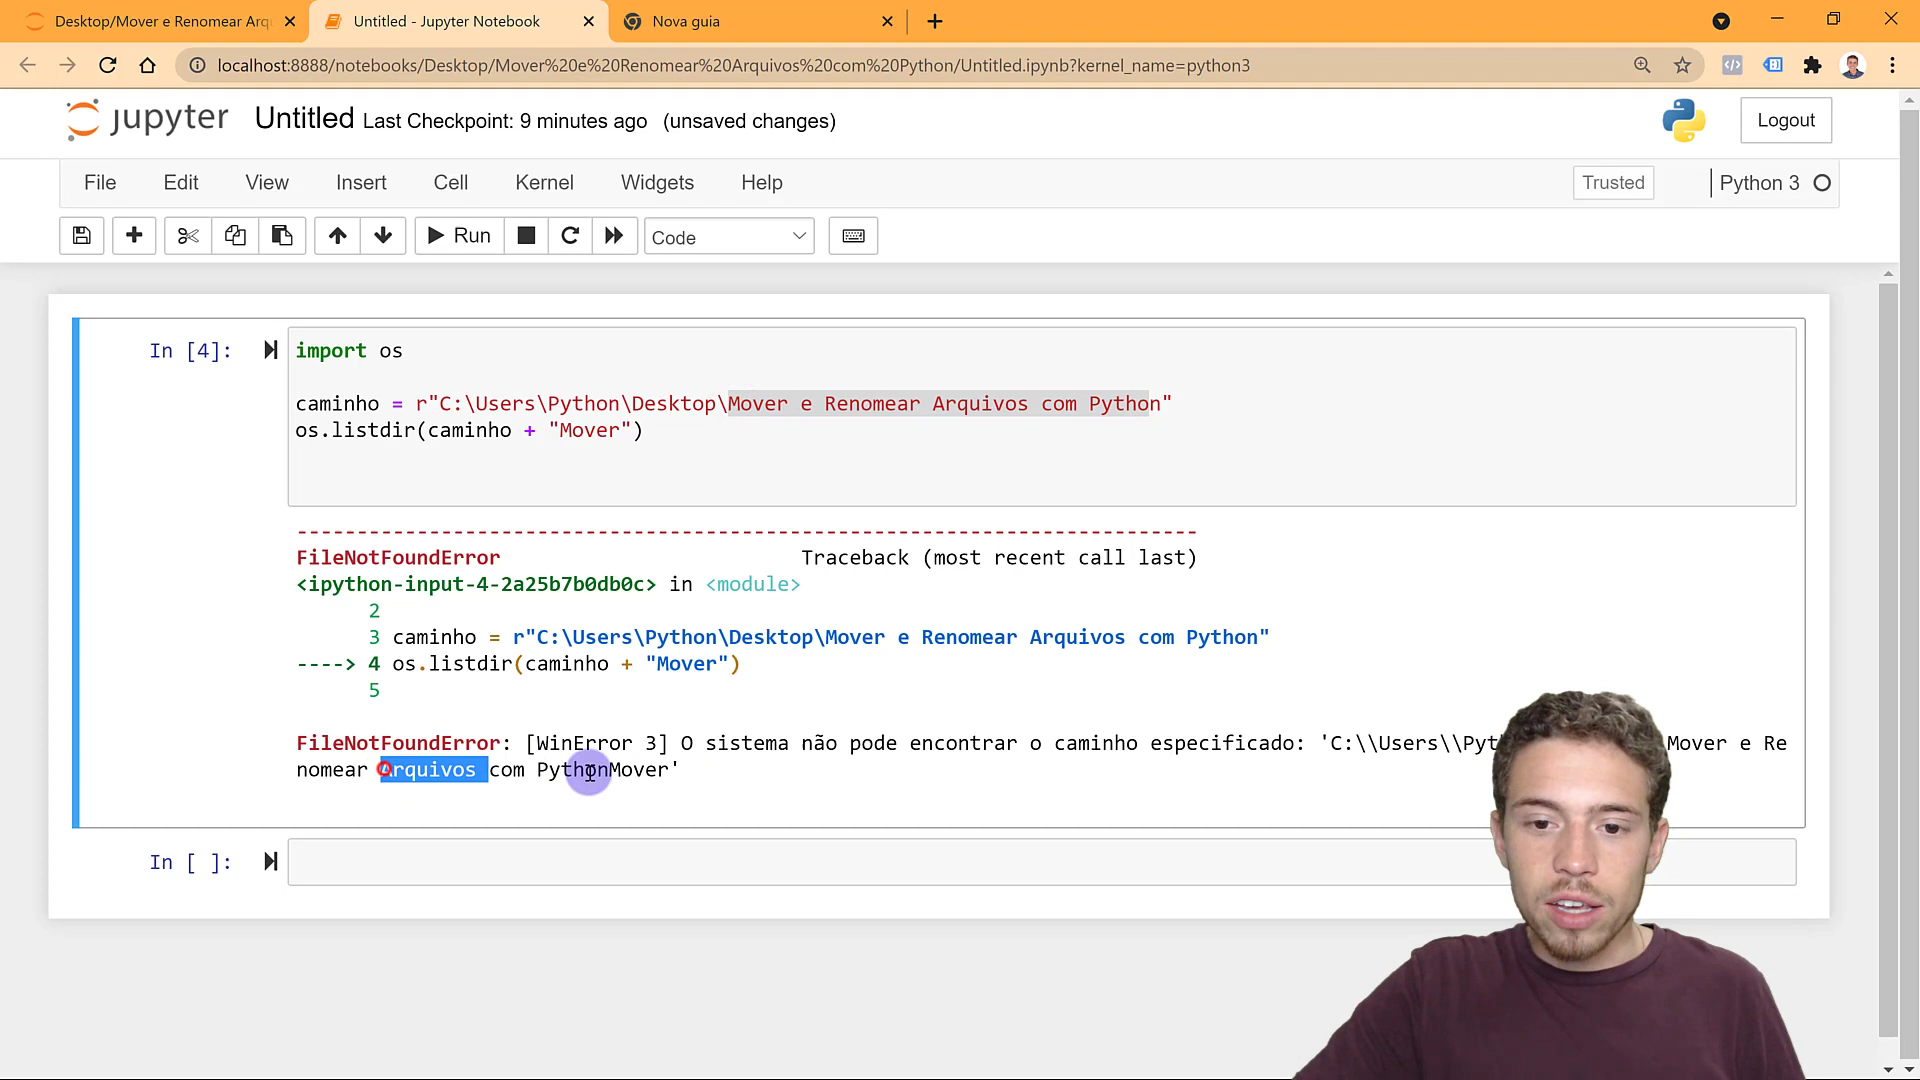 Desktop/Mover e Renomear Arq
Untitled - Jupyter Notebook
Nova guia
localhost:8888/notebooks/Desktop/Mover%20e%20Renomear%20Arquivos%20com%20Python/Untitled.ipynb?kernel_name=python3
jupyter Untitled Last Checkpoint: 9 minutes ago (unsaved changes)
Logout
File Edit View Insert Cell Kernel Widgets Help
Trusted
Python 3
Run
Code
In [4]:
import os
caminho = r"C:\Users\Python\Desktop\Mover e Renomear Arquivos com Python"
os.listdir(caminho + "Mover")
---------------------------------------------------------------------------
FileNotFoundError Traceback (most recent call last)
<ipython-input-4-2a25b7b0db0c> in <module>
2
3 caminho = r"C:\Users\Python\Desktop\Mover e Renomear Arquivos com Python"
----> 4 os.listdir(caminho + "Mover")
5
FileNotFoundError: [WinError 3] O sistema não pode encontrar o caminho especificado: 'C:\\Users\\Pyt Mover e Re
nomear Arquivos com PythonMover'
In [ ]: